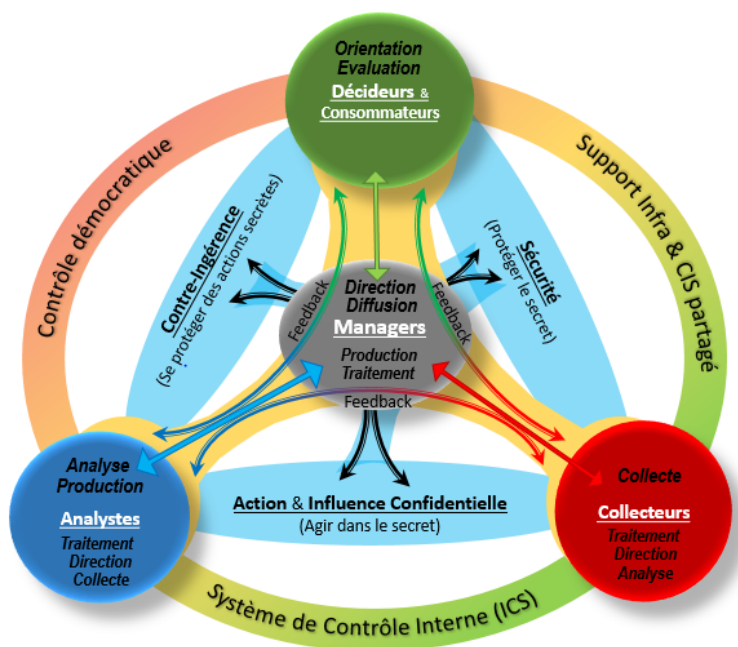 Orientation
Evaluation
Décideurs &
Consommateurs
Contrôle démocratique
Support Infra & CIS partagé
Contre-Ingérence
(Se protéger des actions secrètes)
Sécurité
(Protéger le secret)
Direction
Diffusion
Managers
Production
Traitement
Feedback
Feedback
Feedback
Analyse
Production
Analystes
Traitement
Direction
Collecte
Action & Influence Confidentielle
(Agir dans le secret)
Collecte
Collecteurs
Traitement
Direction
Analyse
Système de Contrôle Interne (ICS)